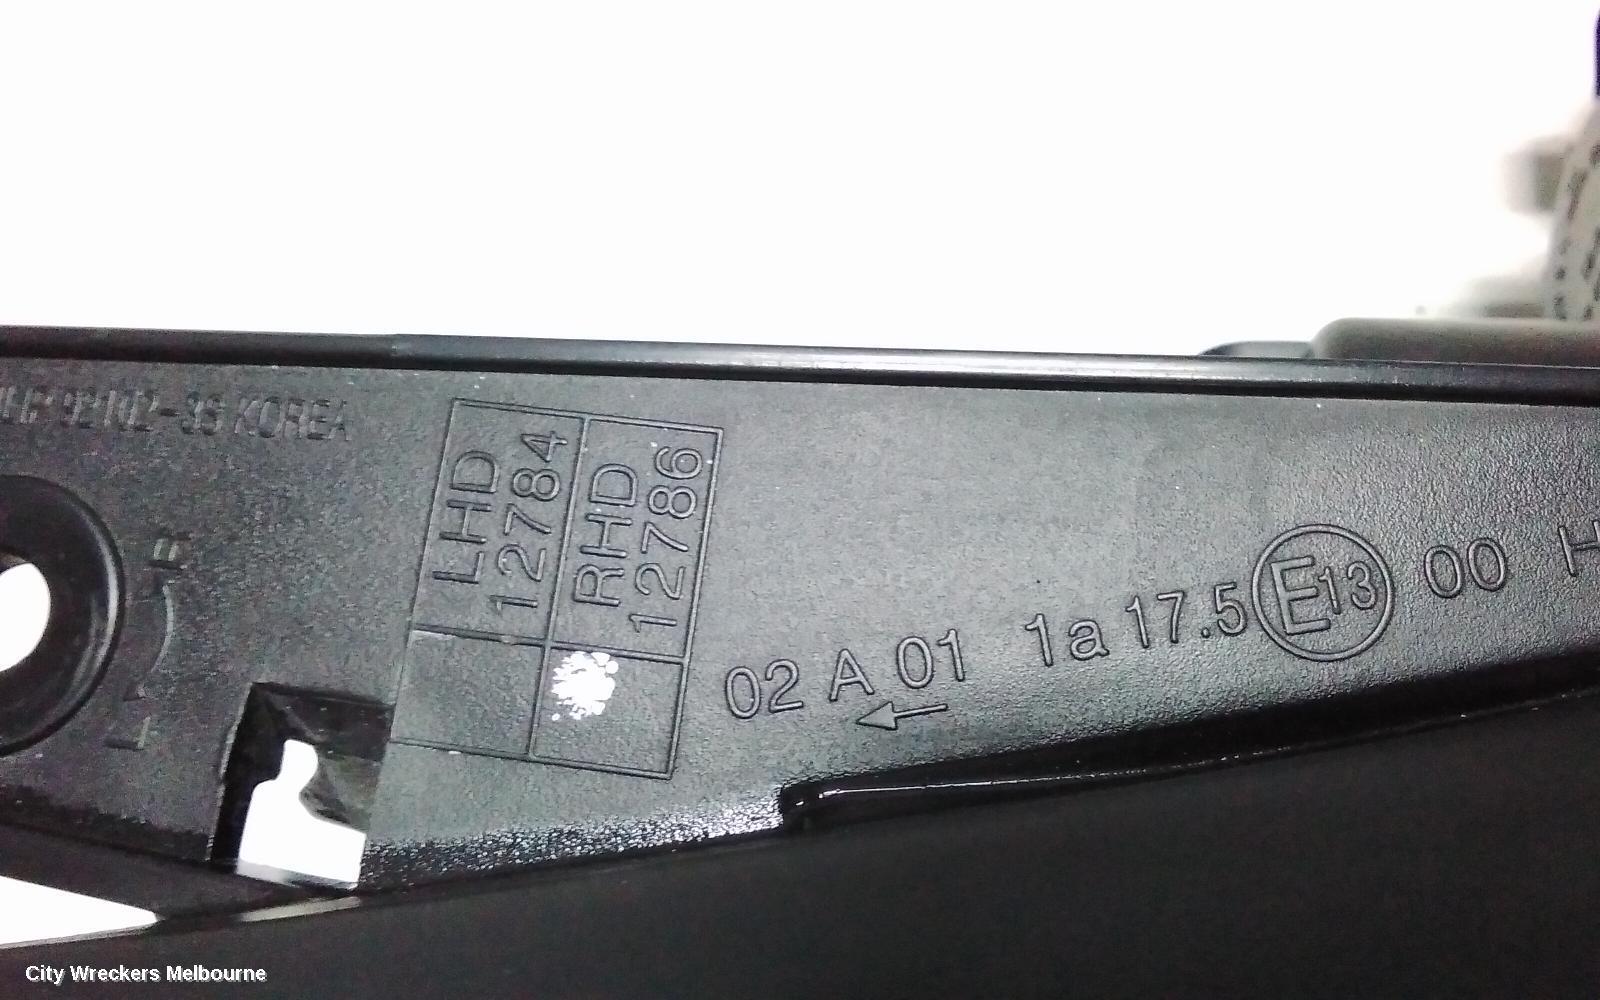 KOREA
LHD
12784
RHD
12786
02 A 01 1a 17.5 E13 00 H
City Wreckers Melbourne